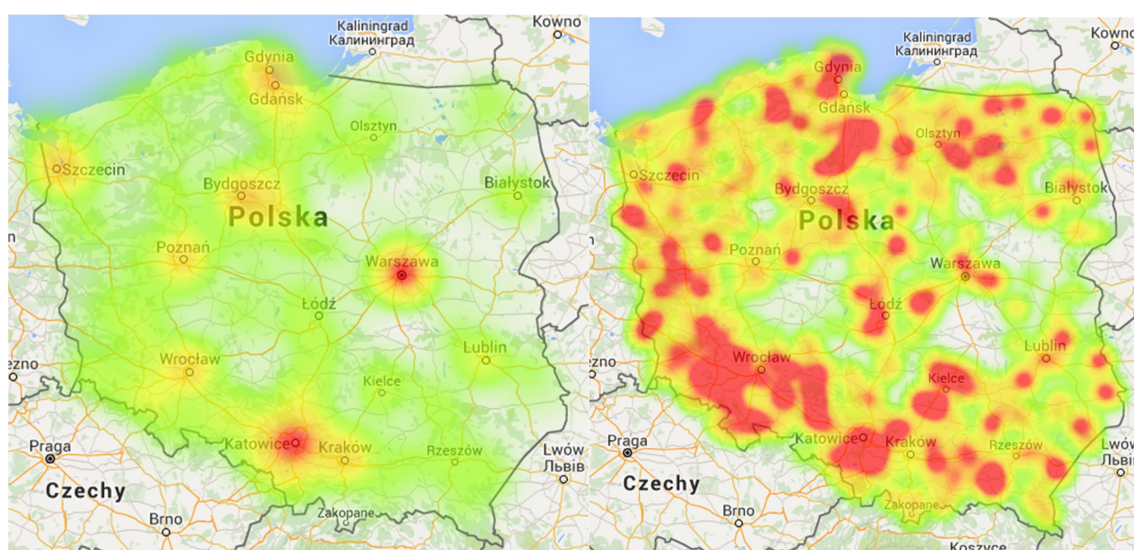 Kaliningrad
Калининград
Kowno
Gdynia
Gdańsk
Olsztyn
Szczecin
Bydgoszcz
Białystok
Polska
Poznań
Warszawa
n
Łódź
Wrocław
Lublin
ezno
Kielce
Katowice
Kraków
Rzeszów
Praga
Lwów
Львів
Czechy
Zakopane
Brno
Kaliningrad
Калининград
Kowno
Gdynia
Gdańsk
Olsztyn
Szczecin
Bydgoszcz
Białystok
Polska
Poznań
Warszawa
Łódź
Wrocław
Lublin
zno
Kielce
Katowice
Kraków
Rzeszów
Praga
Lwów
Львів
Czechy
Zakopane
Brno
Koszyce